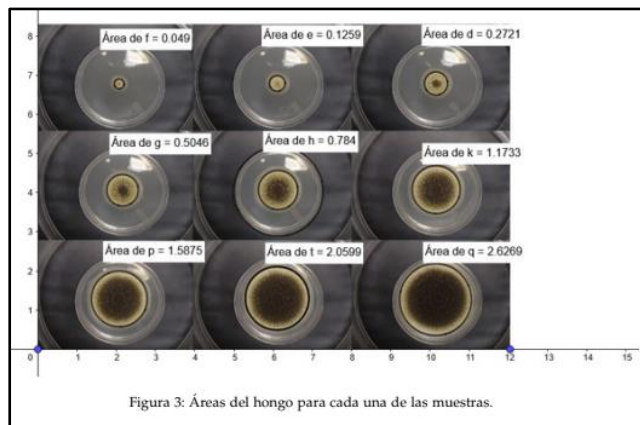 8
Área de f = 0.049
Área de e = 0.1259
Área de d = 0.2721
7
6
5
Área de g = 0.5046
Área de h = 0.784
Área de k = 1.1733
4
3
Área de p = 1.5875
Área de t = 2.0599
Área de q = 2.6269
2
1
0 1 2 3 4 5 6 7 8 9 10 11 12 13 14 15
Figura 3: Áreas del hongo para cada una de las muestras.